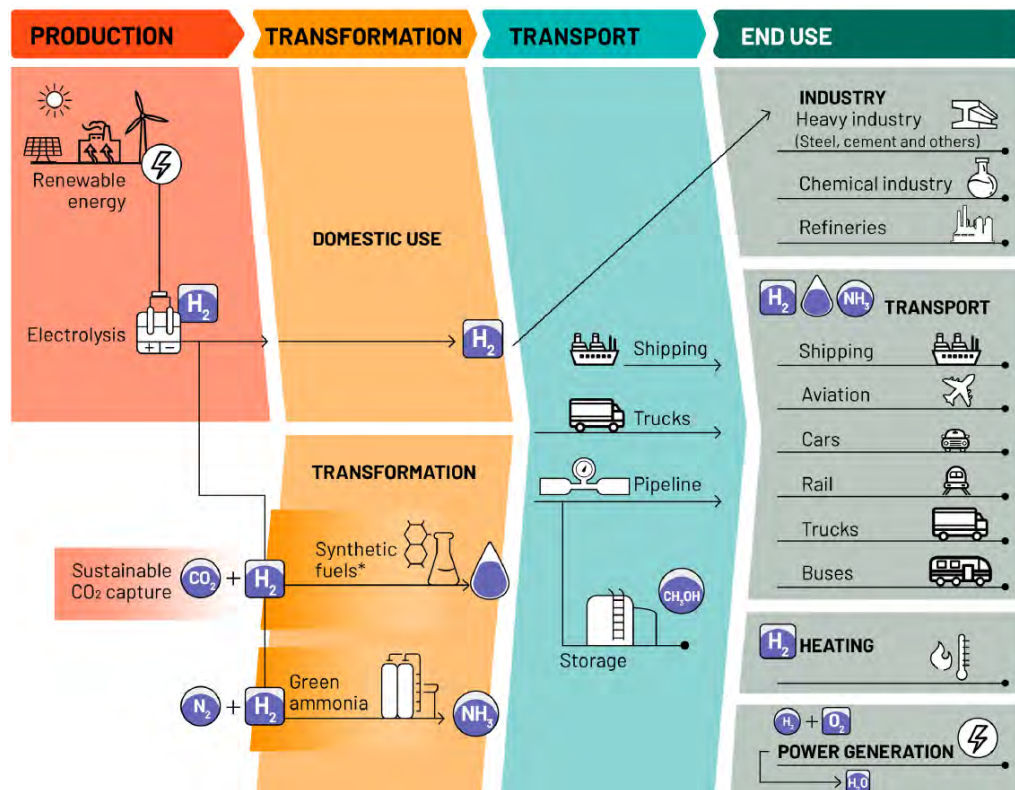 PRODUCTION
TRANSFORMATION
TRANSPORT
END USE
Renewable
energy
H₂
Electrolysis
+ −
DOMESTIC USE
H₂
TRANSFORMATION
Sustainable
CO₂ capture
CO₂ + H₂
Synthetic
fuels*
N₂ + H₂
Green
ammonia
NH₃
Shipping
Trucks
Pipeline
CH₃OH
Storage
INDUSTRY
Heavy industry
(Steel, cement and others)
Chemical industry
Refineries
H₂ NH₃ TRANSPORT
Shipping
Aviation
Cars
Rail
Trucks
Buses
H₂ HEATING
H₂ + O₂
POWER GENERATION
H₂O